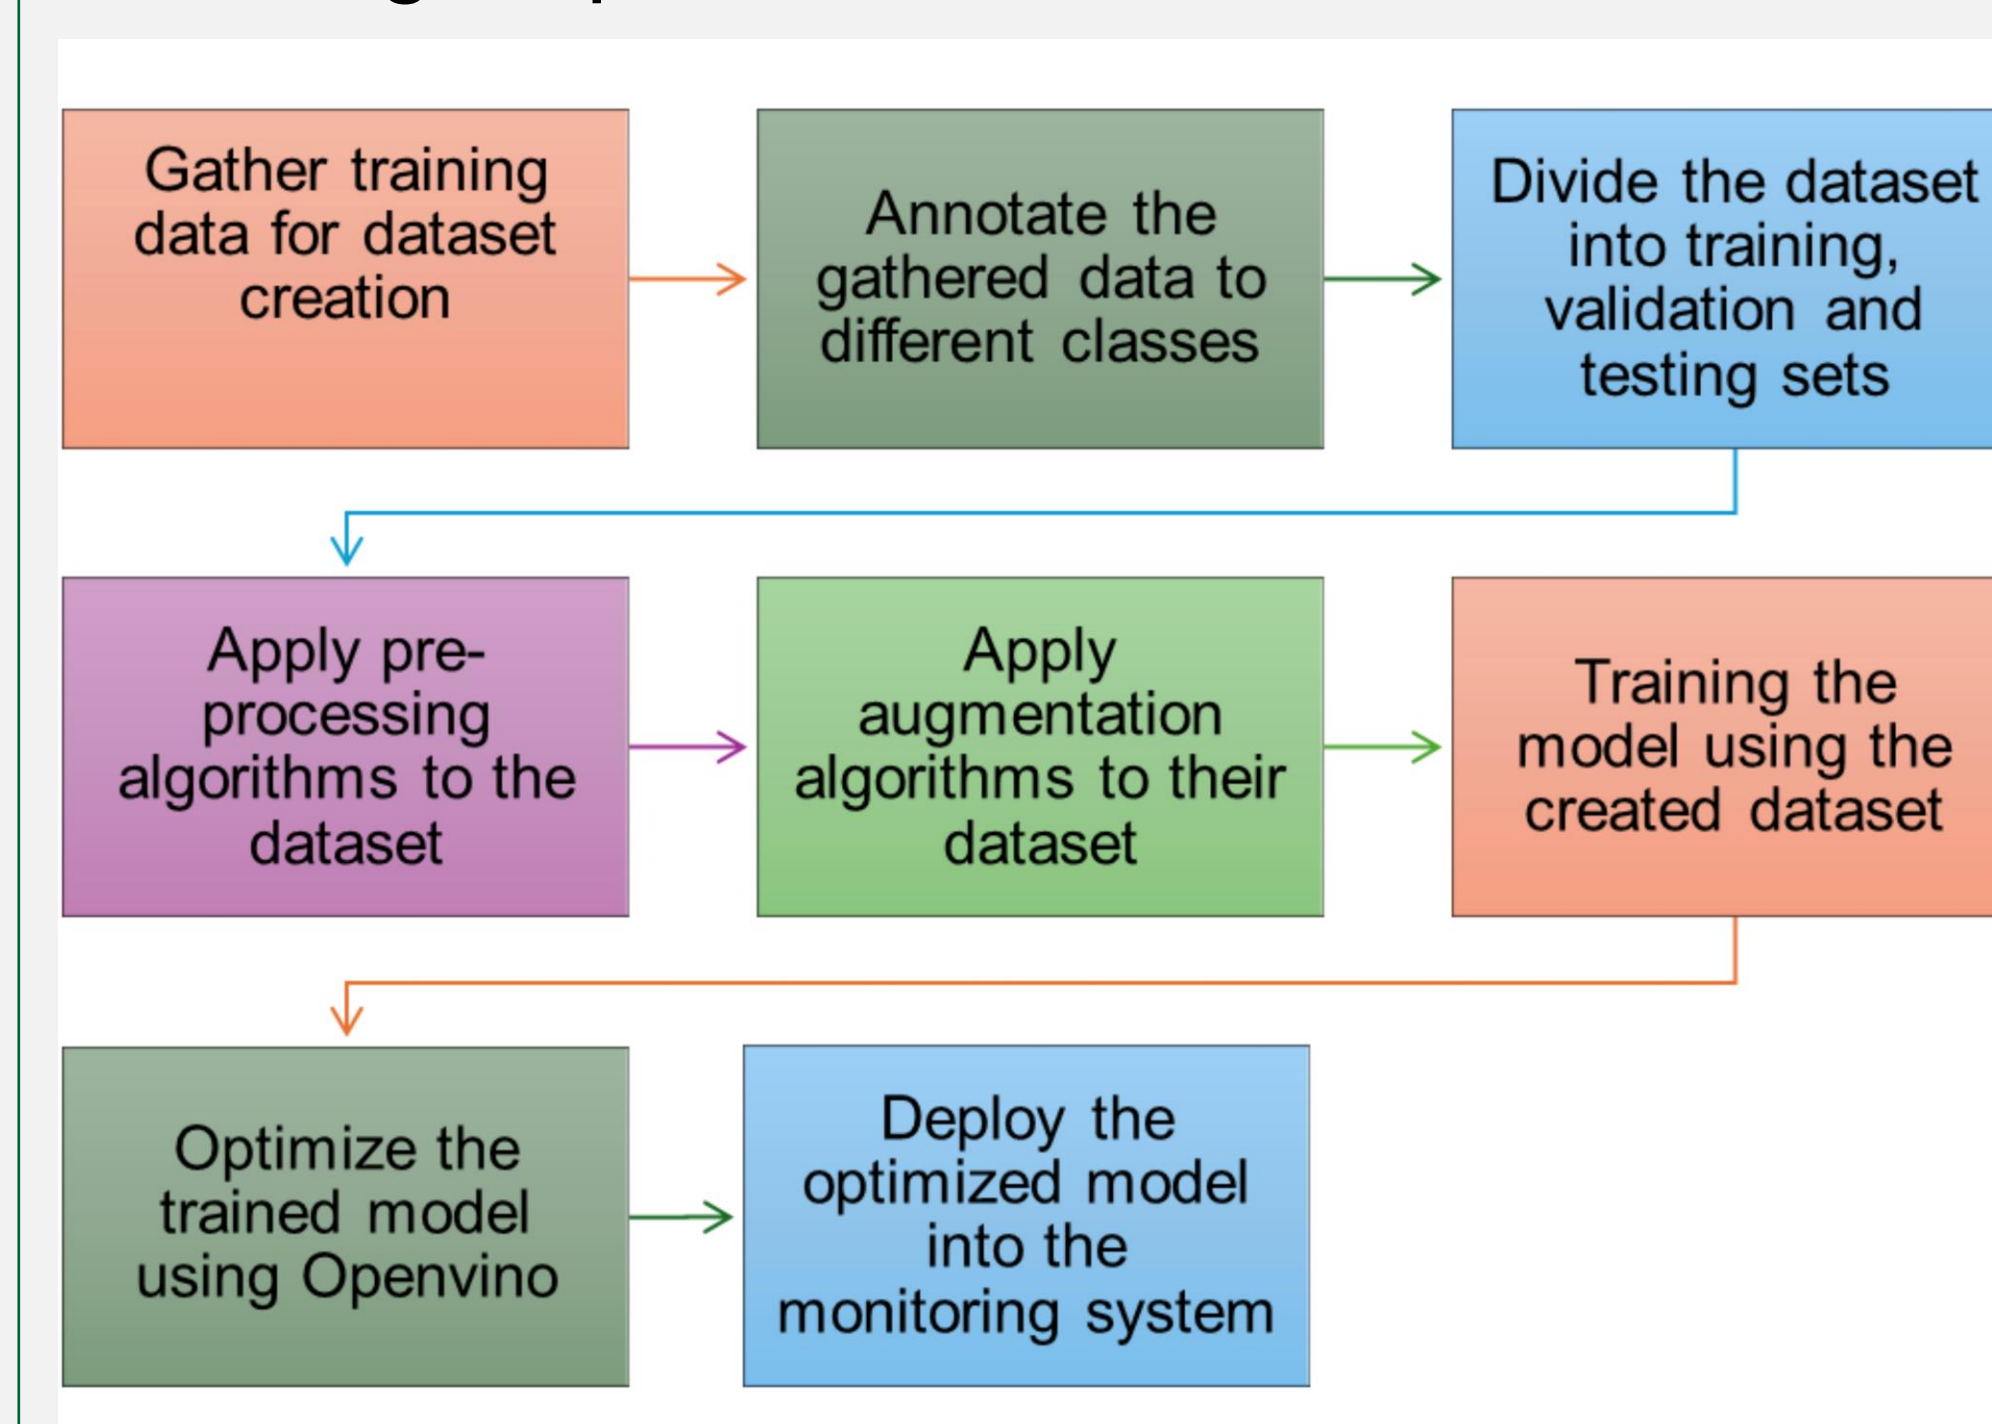 Gather training
data for dataset
creation
Annotate the
gathered data to
different classes
Divide the dataset
into training,
validation and
testing sets
Apply pre-
processing
algorithms to the
dataset
Apply
augmentation
algorithms to their
dataset
Training the
model using the
created dataset
Optimize the
trained model
using Openvino
Deploy the
optimized model
into the
monitoring system